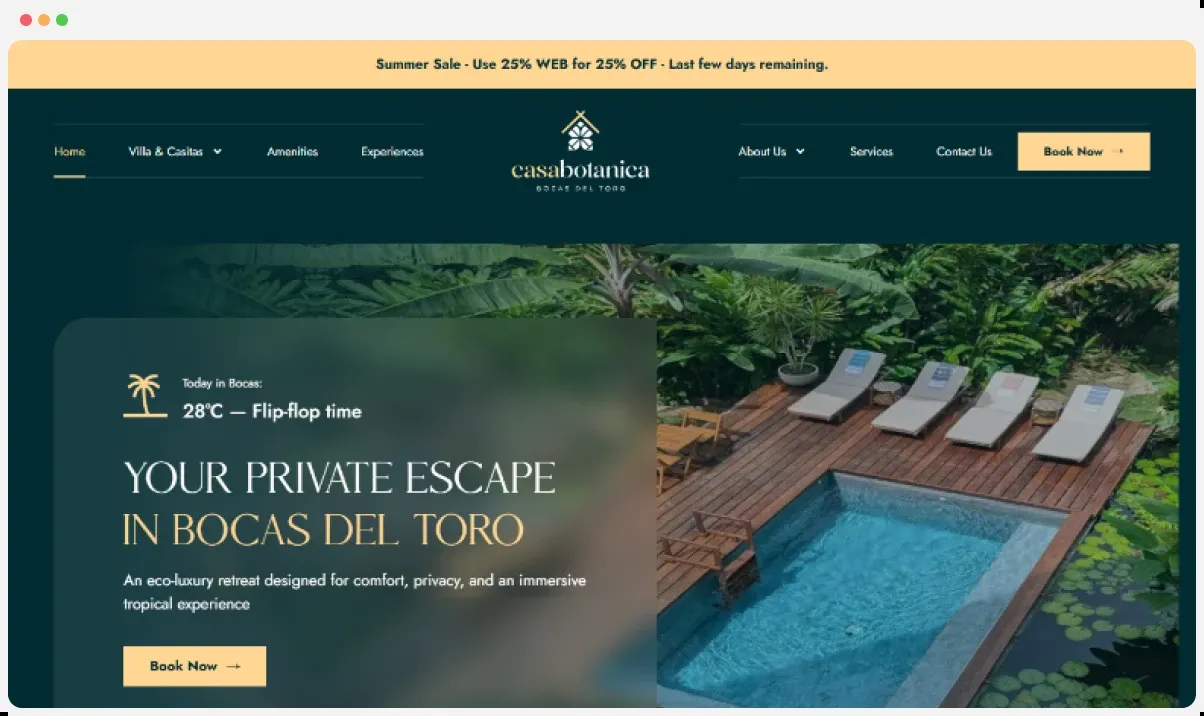 Summer Sale - Use 25% WEB for 25% OFF - Last few days remaining.
Home Villa & Casitas Amenities Experiences
casabotanica
BOCAS DEL TORO
About Us Services Contact Us Book Now →
Today in Bocas:
28°C — Flip-flop time
YOUR PRIVATE ESCAPE
IN BOCAS DEL TORO
An eco-luxury retreat designed for comfort, privacy, and an immersive
tropical experience
Book Now →